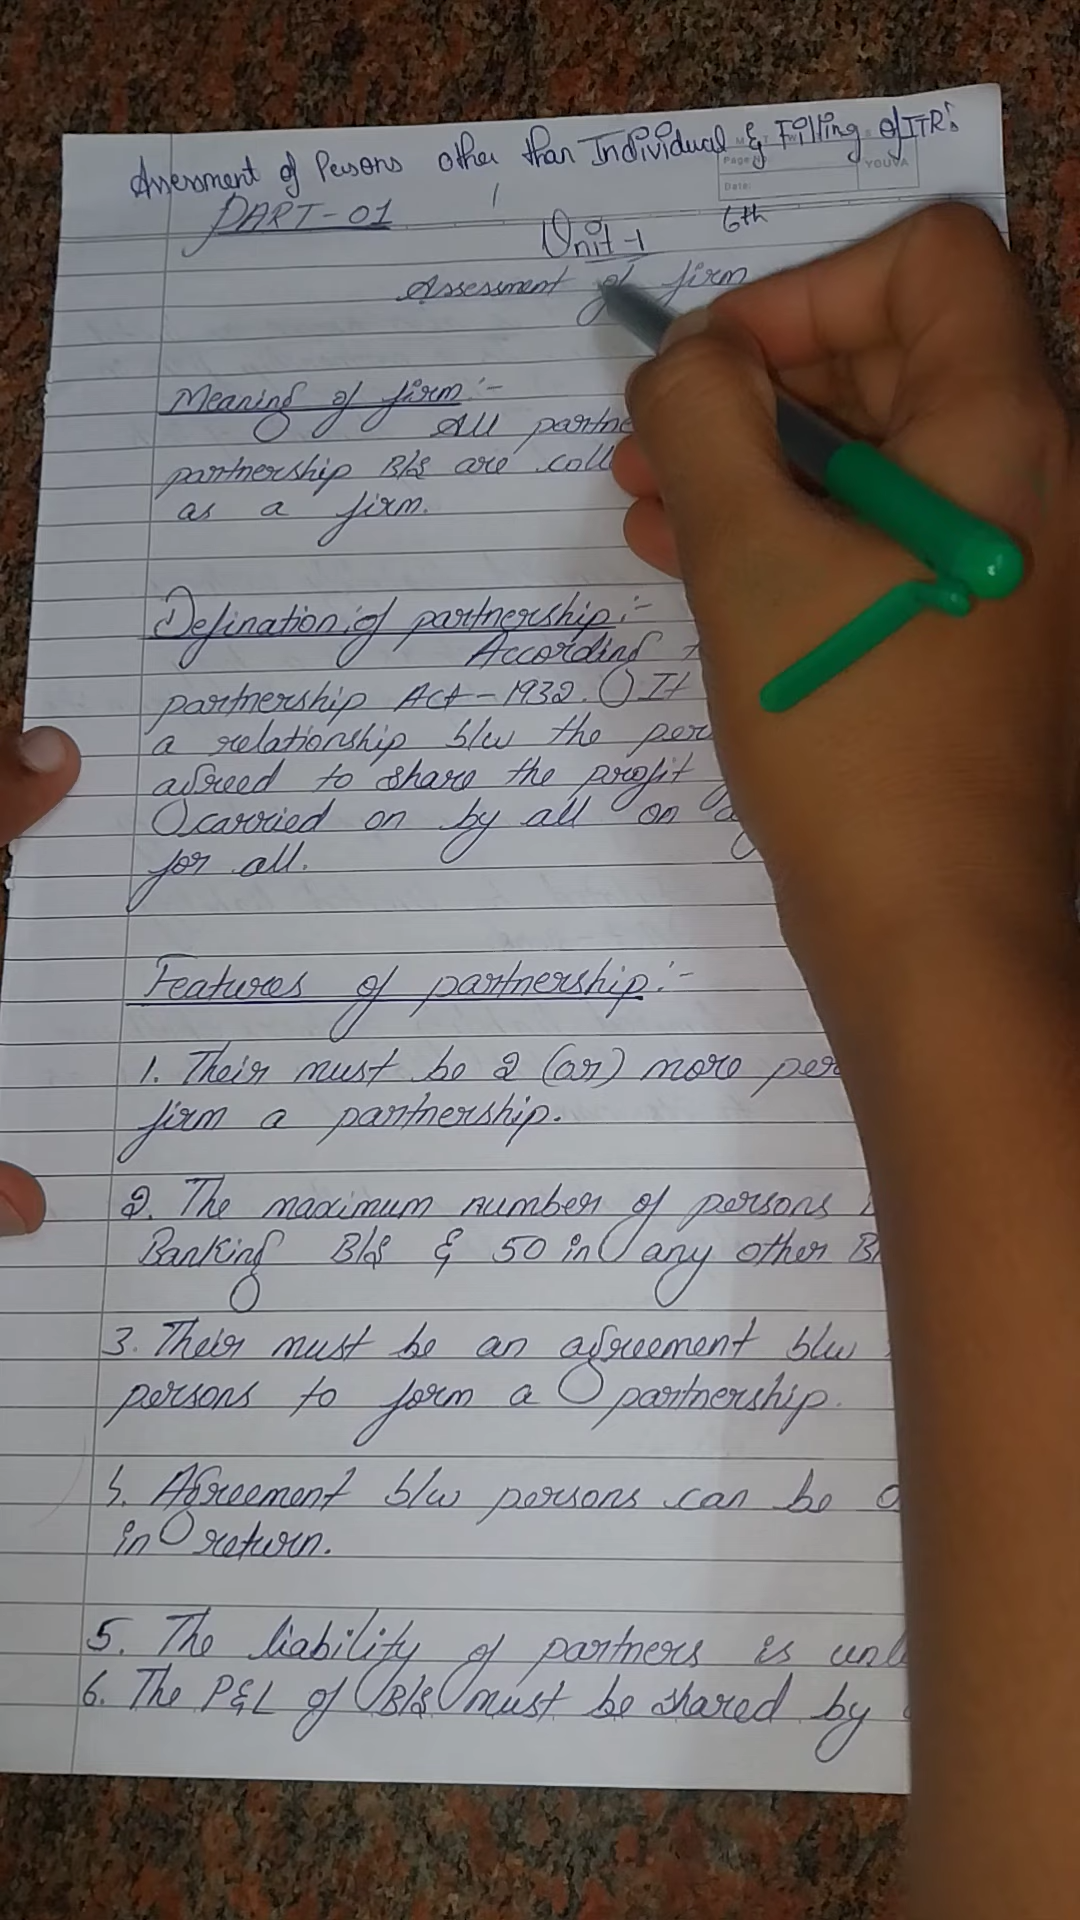 Assessment of Persons other than Individual & Filling of ITR's
Page
YOUVA
Date:
PART-01
6th
Unit-1
Assessment of firm
Meaning of firm:-
All partne
partnership B/S are coll
as a firm.
Defination of partnership:-
According
partnership Act-1932. It
a relationship b/w the per
agreed to share the profit
carried on by all on
for all.
Features of partnership:-
1. Their must be 2 (or) more per
firm a partnership.
2. The maximum number of persons
Banking B/S & 50 in any other B
3. Their must be an agreement b/w
persons to form a partnership.
4. Agreement b/w persons can be o
in return.
5. The liability of partners is unl
6. The P&L of B/S must be shared by